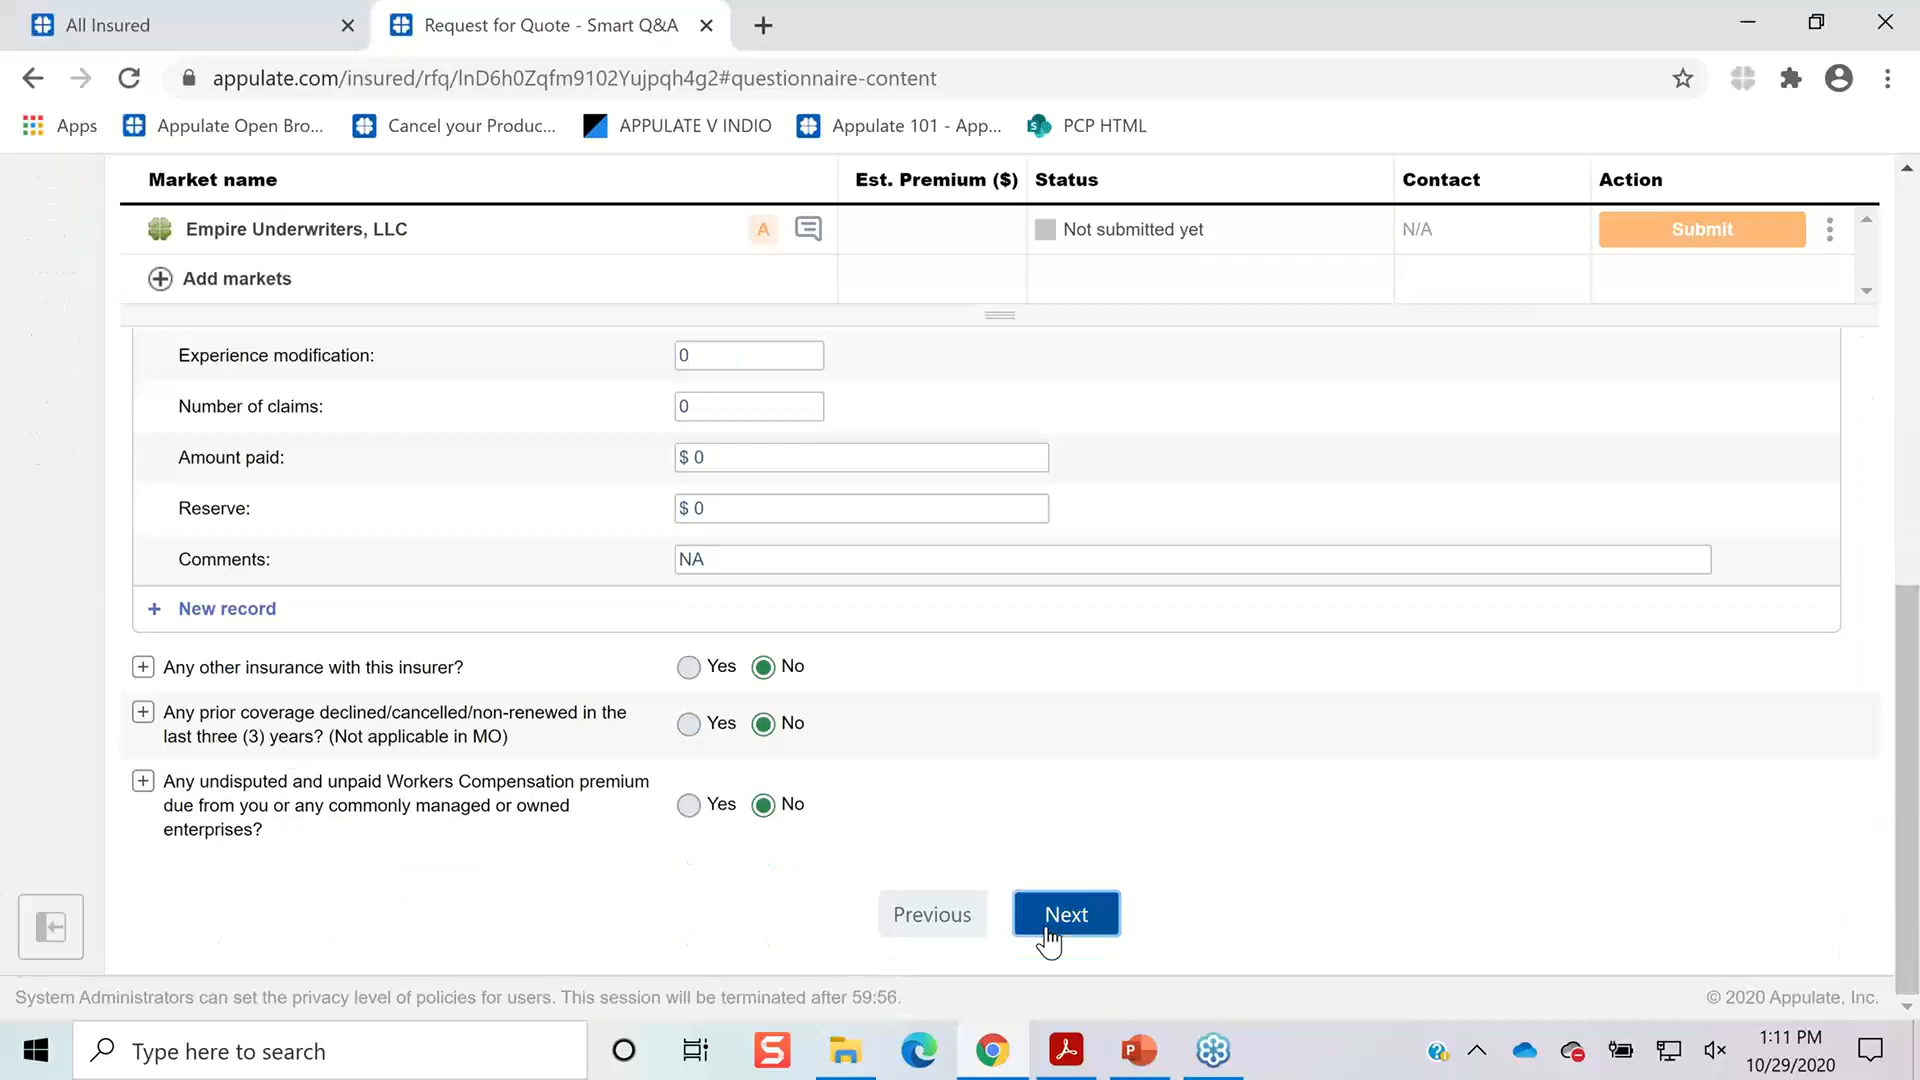 All Insured
Request for Quote - Smart Q&A
appulate.com/insured/rfq/lnD6h0Zqfm9102Yujpqh4g2#questionnaire-content
Apps
Appulate Open Bro...
Cancel your Produc...
APPULATE V INDIO
Appulate 101 - App...
PCP HTML
Market name
Est. Premium ($)
Status
Contact
Action
Empire Underwriters, LLC
A
Not submitted yet
N/A
Submit
Add markets
Experience modification:
0
Number of claims:
0
Amount paid:
$ 0
Reserve:
$ 0
Comments:
NA
+ New record
Any other insurance with this insurer?
Yes
No
Any prior coverage declined/cancelled/non-renewed in the
last three (3) years? (Not applicable in MO)
Yes
No
Any undisputed and unpaid Workers Compensation premium
due from you or any commonly managed or owned
enterprises?
Yes
No
Previous
Next
System Administrators can set the privacy level of policies for users. This session will be terminated after 59:56.
© 2020 Appulate, Inc.
Type here to search
1:11 PM
10/29/2020